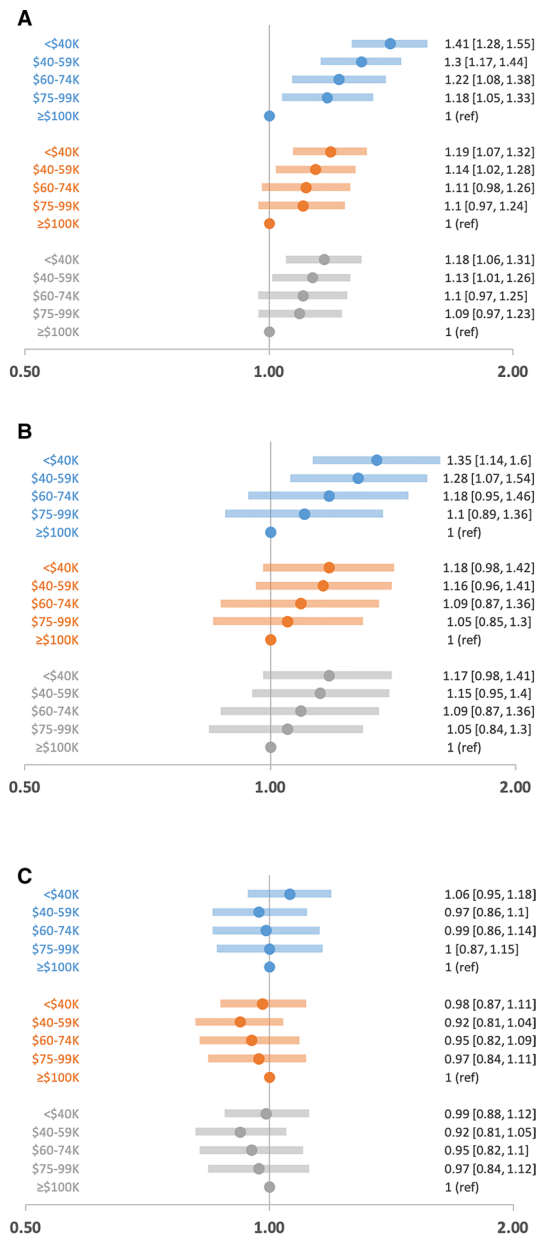 A
<$40K 1.41 [1.28, 1.55]
$40-59K 1.3 [1.17, 1.44]
$60-74K 1.22 [1.08, 1.38]
$75-99K 1.18 [1.05, 1.33]
≥$100K 1 (ref)
<$40K 1.19 [1.07, 1.32]
$40-59K 1.14 [1.02, 1.28]
$60-74K 1.11 [0.98, 1.26]
$75-99K 1.1 [0.97, 1.24]
≥$100K 1 (ref)
<$40K 1.18 [1.06, 1.31]
$40-59K 1.13 [1.01, 1.26]
$60-74K 1.1 [0.97, 1.25]
$75-99K 1.09 [0.97, 1.23]
≥$100K 1 (ref)
0.50 1.00 2.00
B
<$40K 1.35 [1.14, 1.6]
$40-59K 1.28 [1.07, 1.54]
$60-74K 1.18 [0.95, 1.46]
$75-99K 1.1 [0.89, 1.36]
≥$100K 1 (ref)
<$40K 1.18 [0.98, 1.42]
$40-59K 1.16 [0.96, 1.41]
$60-74K 1.09 [0.87, 1.36]
$75-99K 1.05 [0.85, 1.3]
≥$100K 1 (ref)
<$40K 1.17 [0.98, 1.41]
$40-59K 1.15 [0.95, 1.4]
$60-74K 1.09 [0.87, 1.36]
$75-99K 1.05 [0.84, 1.3]
≥$100K 1 (ref)
0.50 1.00 2.00
C
<$40K 1.06 [0.95, 1.18]
$40-59K 0.97 [0.86, 1.1]
$60-74K 0.99 [0.86, 1.14]
$75-99K 1 [0.87, 1.15]
≥$100K 1 (ref)
<$40K 0.98 [0.87, 1.11]
$40-59K 0.92 [0.81, 1.04]
$60-74K 0.95 [0.82, 1.09]
$75-99K 0.97 [0.84, 1.11]
≥$100K 1 (ref)
<$40K 0.99 [0.88, 1.12]
$40-59K 0.92 [0.81, 1.05]
$60-74K 0.95 [0.82, 1.1]
$75-99K 0.97 [0.84, 1.12]
≥$100K 1 (ref)
0.50 1.00 2.00